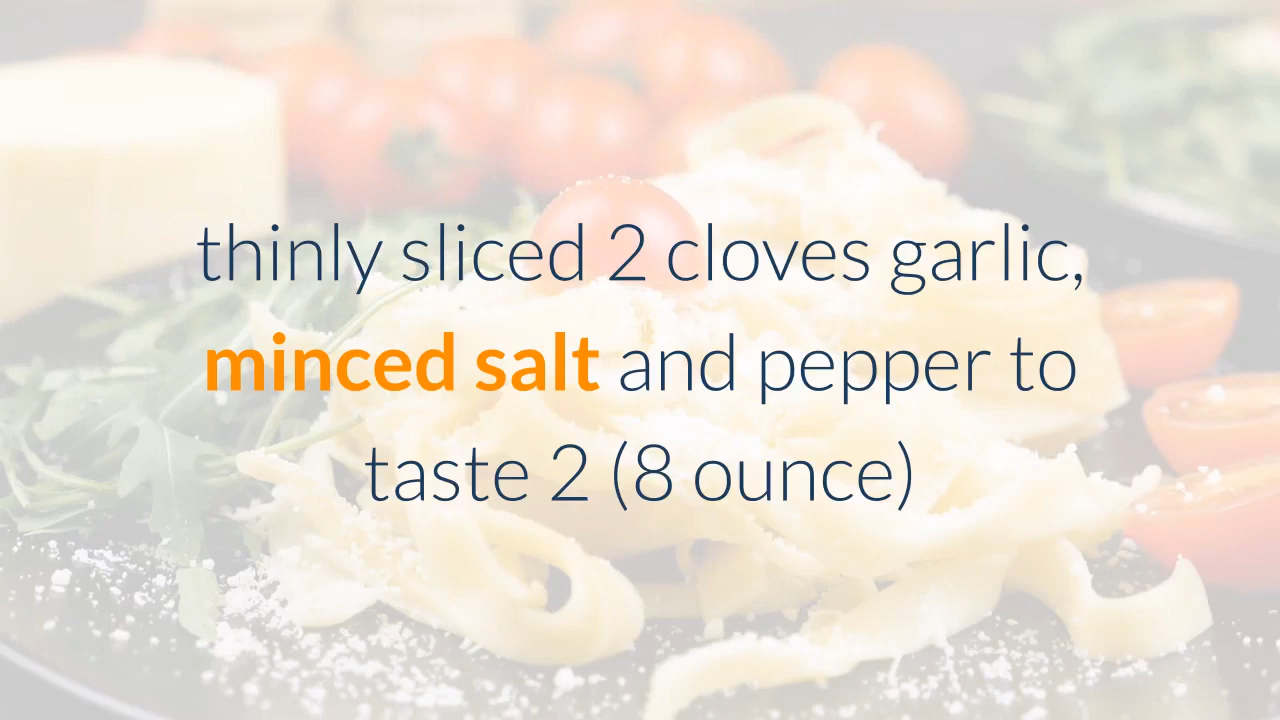 thinly sliced 2 cloves garlic,
minced salt and pepper to
taste 2 (8 ounce)